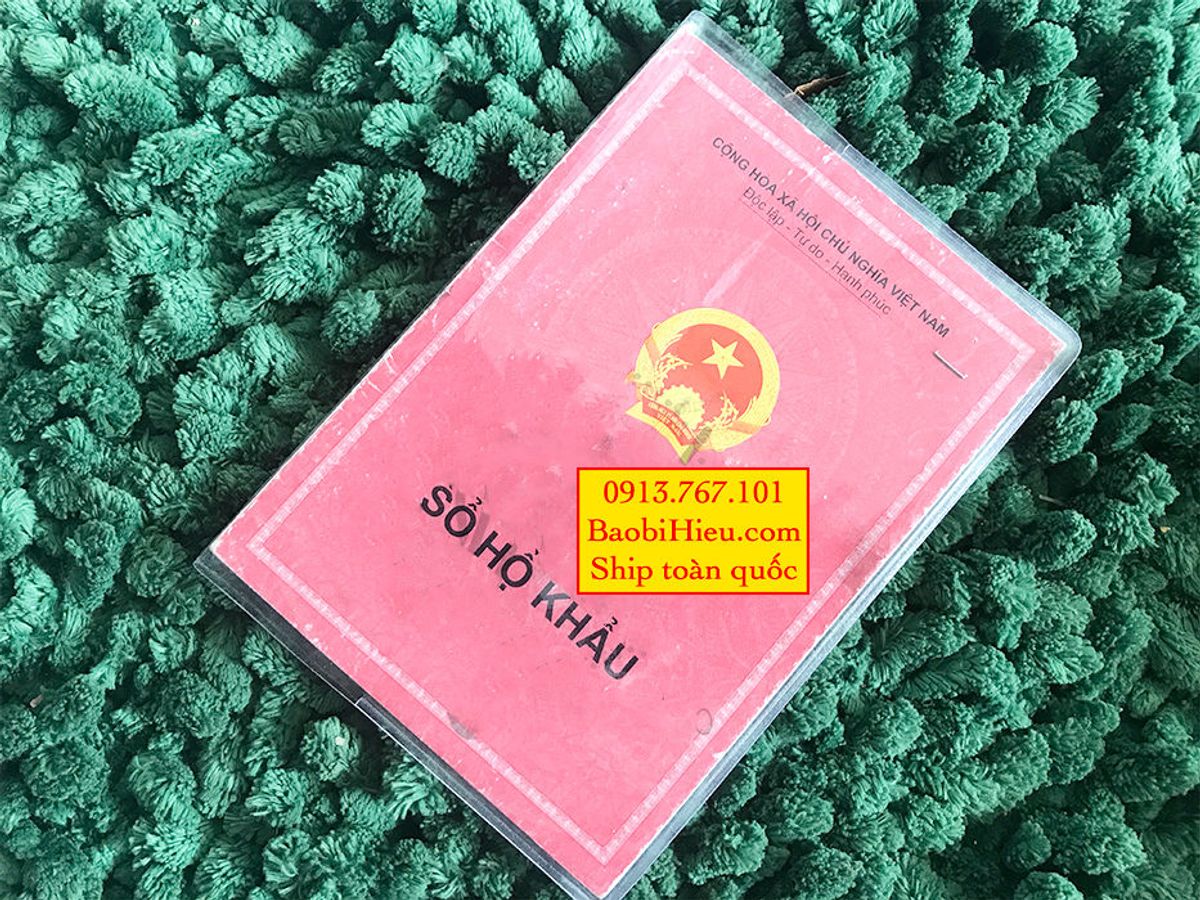 CỘNG HÒA XÃ HỘI CHỦ NGHĨA VIỆT NAM
Độc lập - Tự do - Hạnh phúc
SỔ HỘ KHẨU
0913.767.101
BaobiHieu.com
Ship toàn quốc